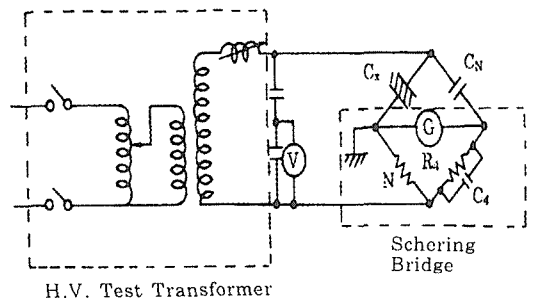 Cx
CN
G
V
R4
N
C4
Schering
Bridge
H.V. Test Transformer